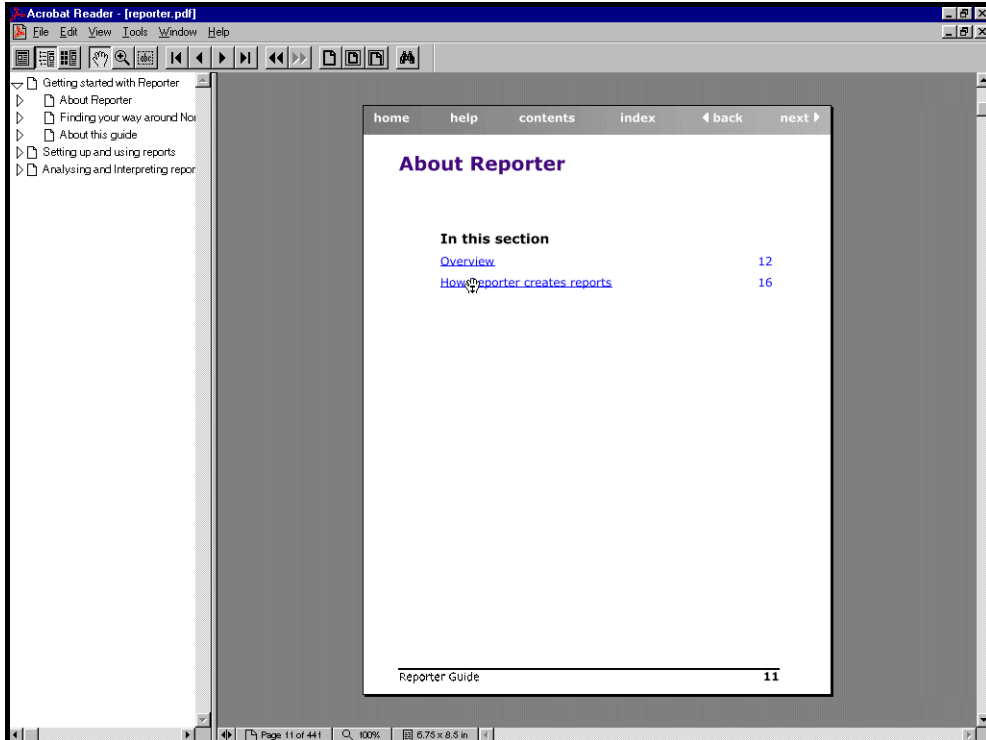 Acrobat Reader - [reporter.pdf]
File Edit View Tools Window Help
Getting started with Reporter
About Reporter
Finding your way around Nor
About this guide
Setting up and using reports
Analysing and Interpreting repor
home help contents index back next
About Reporter
In this section
Overview 12
How Reporter creates reports 16
Reporter Guide 11
Page 11 of 441 100% 6.75 x 8.5 in